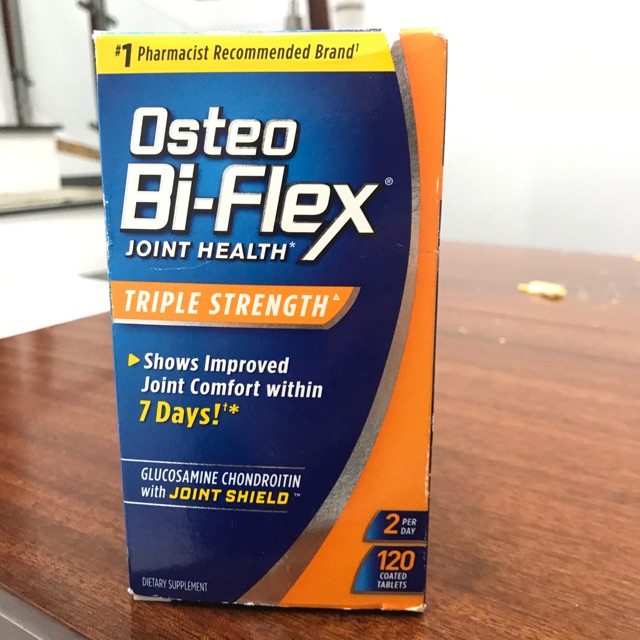 #1 Pharmacist Recommended Brand¹
Osteo
Bi-Flex®
JOINT HEALTH*
TRIPLE STRENGTH△
Shows Improved
Joint Comfort within
7 Days!†*
GLUCOSAMINE CHONDROITIN
with JOINT SHIELD™
2 PER DAY
120
COATED
TABLETS
DIETARY SUPPLEMENT